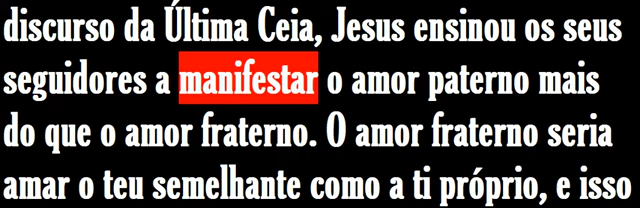 discurso da Última Ceia, Jesus ensinou os seus
seguidores a manifestar o amor paterno mais
do que o amor fraterno. O amor fraterno seria
amar o teu semelhante como a ti próprio, e isso